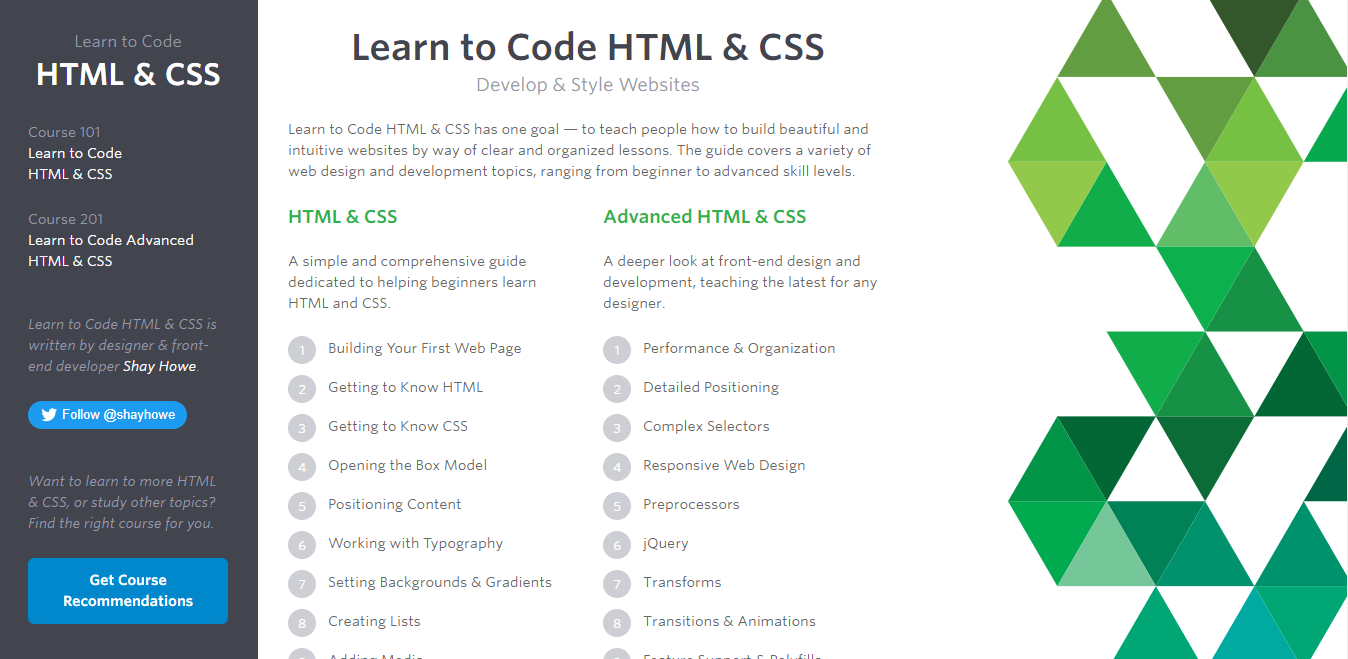 Learn to Code
HTML & CSS
Course 101
Learn to Code
HTML & CSS
Course 201
Learn to Code Advanced
HTML & CSS
Learn to Code HTML & CSS is
written by designer & front-
end developer Shay Howe.
Follow @shayhowe
Want to learn to more HTML
& CSS, or study other topics?
Find the right course for you.
Get Course
Recommendations
Learn to Code HTML & CSS
Develop & Style Websites
Learn to Code HTML & CSS has one goal — to teach people how to build beautiful and
intuitive websites by way of clear and organized lessons. The guide covers a variety of
web design and development topics, ranging from beginner to advanced skill levels.
HTML & CSS
A simple and comprehensive guide
dedicated to helping beginners learn
HTML and CSS.
1 Building Your First Web Page
2 Getting to Know HTML
3 Getting to Know CSS
4 Opening the Box Model
5 Positioning Content
6 Working with Typography
7 Setting Backgrounds & Gradients
8 Creating Lists
Adding Media
Advanced HTML & CSS
A deeper look at front-end design and
development, teaching the latest for any
designer.
1 Performance & Organization
2 Detailed Positioning
3 Complex Selectors
4 Responsive Web Design
5 Preprocessors
6 jQuery
7 Transforms
8 Transitions & Animations
Feature Support & Polyfills